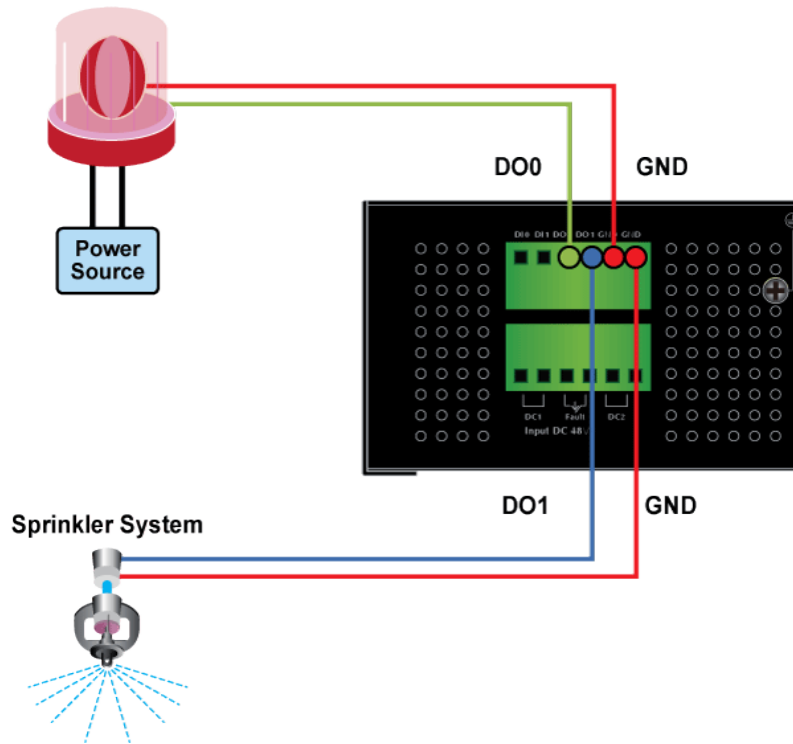 DO0 GND
Power
Source
DI0 DI1 DO0 DO1 GND GND
DC1 Fault DC2
Input DC 48V
DO1 GND
Sprinkler System